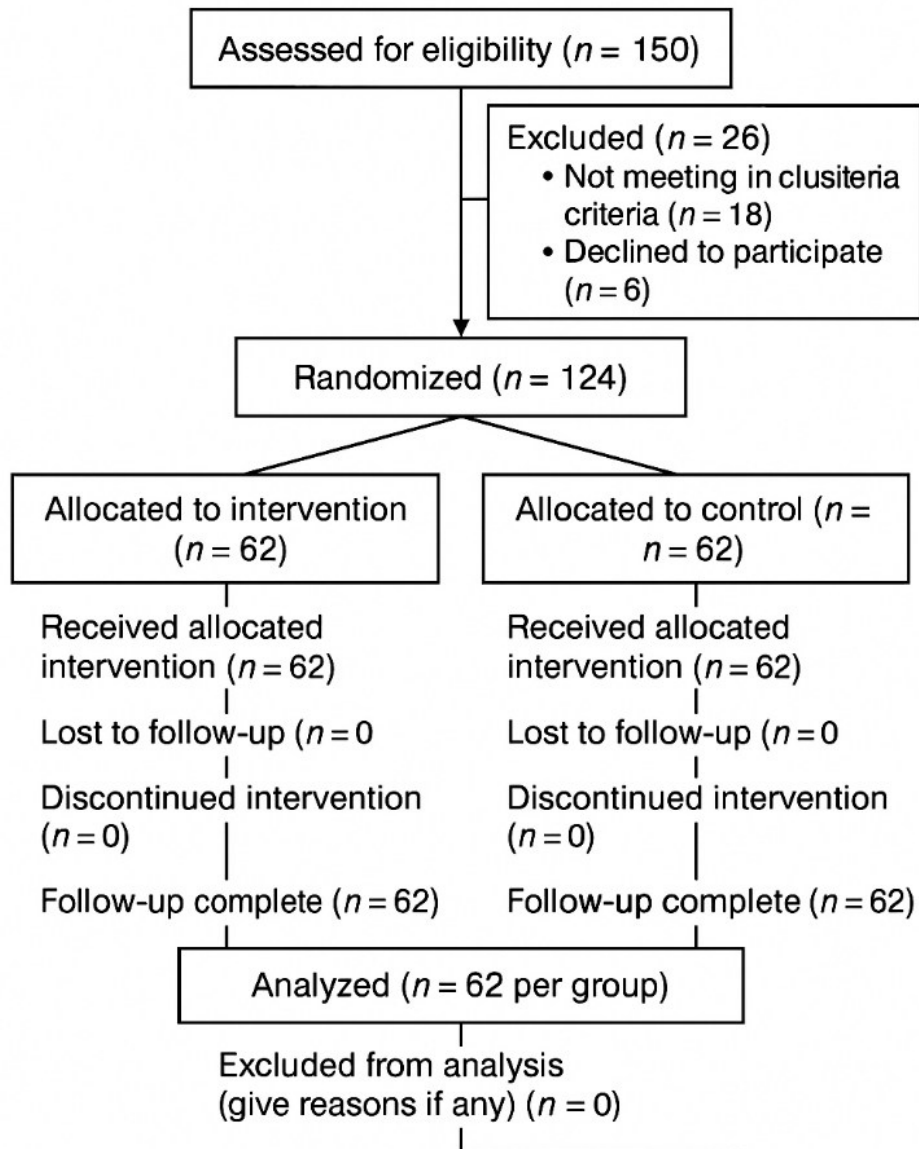 Assessed for eligibility (n = 150)
Excluded (n = 26)
• Not meeting in clusiteria
criteria (n = 18)
• Declined to participate
(n = 6)
Randomized (n = 124)
Allocated to intervention
(n = 62)
Allocated to control (n =
n = 62)
Received allocated
intervention (n = 62)
Lost to follow-up (n = 0
Discontinued intervention
(n = 0)
Follow-up complete (n = 62)
Received allocated
intervention (n = 62)
Lost to follow-up (n = 0
Discontinued intervention
(n = 0)
Follow-up complete (n = 62)
Analyzed (n = 62 per group)
Excluded from analysis
(give reasons if any) (n = 0)